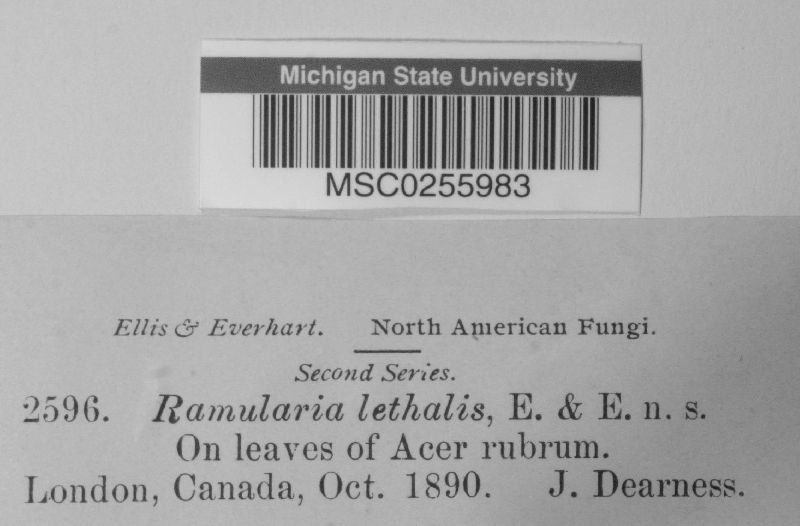 Michigan State University
MSC0255983
Ellis & Everhart. North American Fungi.
Second Series.
2596. Ramularia lethalis, E. & E. n. s.
On leaves of Acer rubrum.
London, Canada, Oct. 1890. J. Dearness.